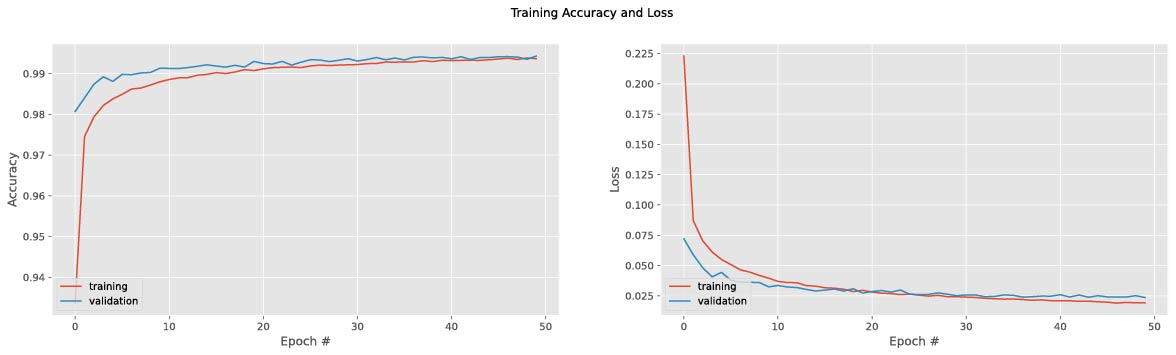 Training Accuracy and Loss
Accuracy
0.99
0.98
0.97
0.96
0.95
0.94
training
validation
0 10 20 30 40 50
Epoch #
Loss
0.225
0.200
0.175
0.150
0.125
0.100
0.075
0.050
0.025
training
validation
0 10 20 30 40 50
Epoch #